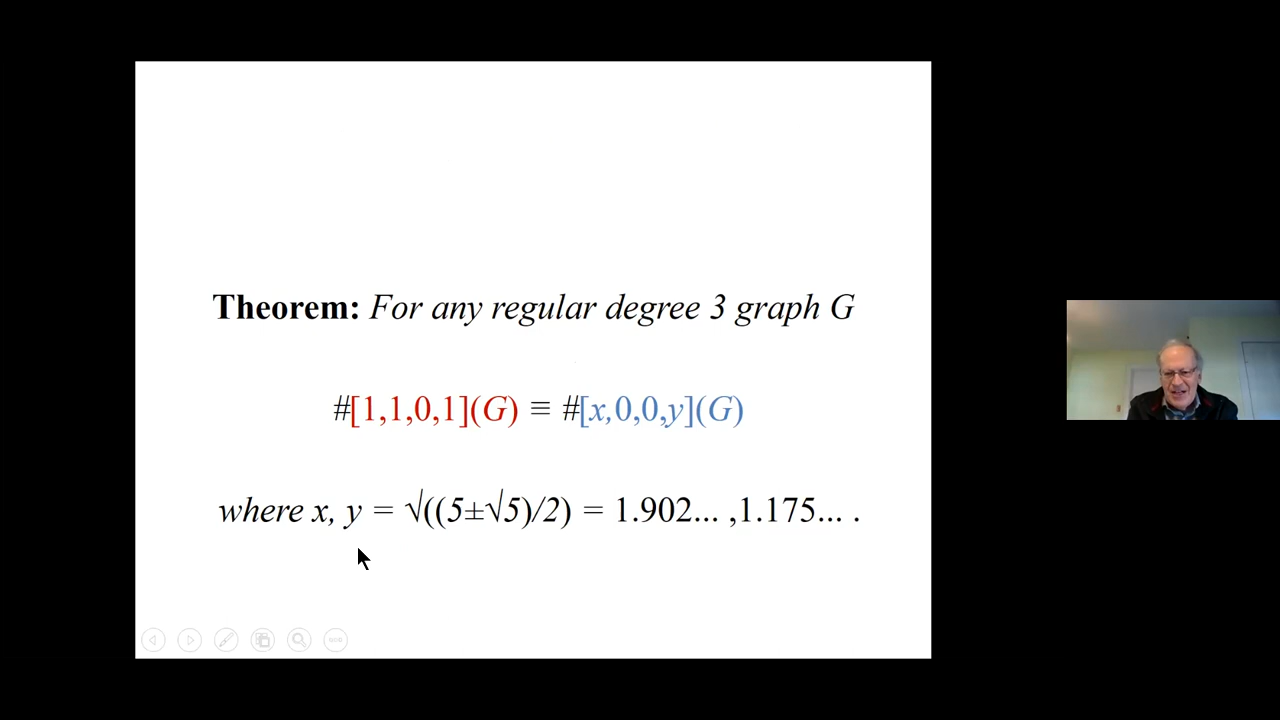 Theorem: For any regular degree 3 graph G
#[1,1,0,1](G) ≡ #[x,0,0,y](G)
where x, y = √((5±√5)/2) = 1.902... ,1.175... .